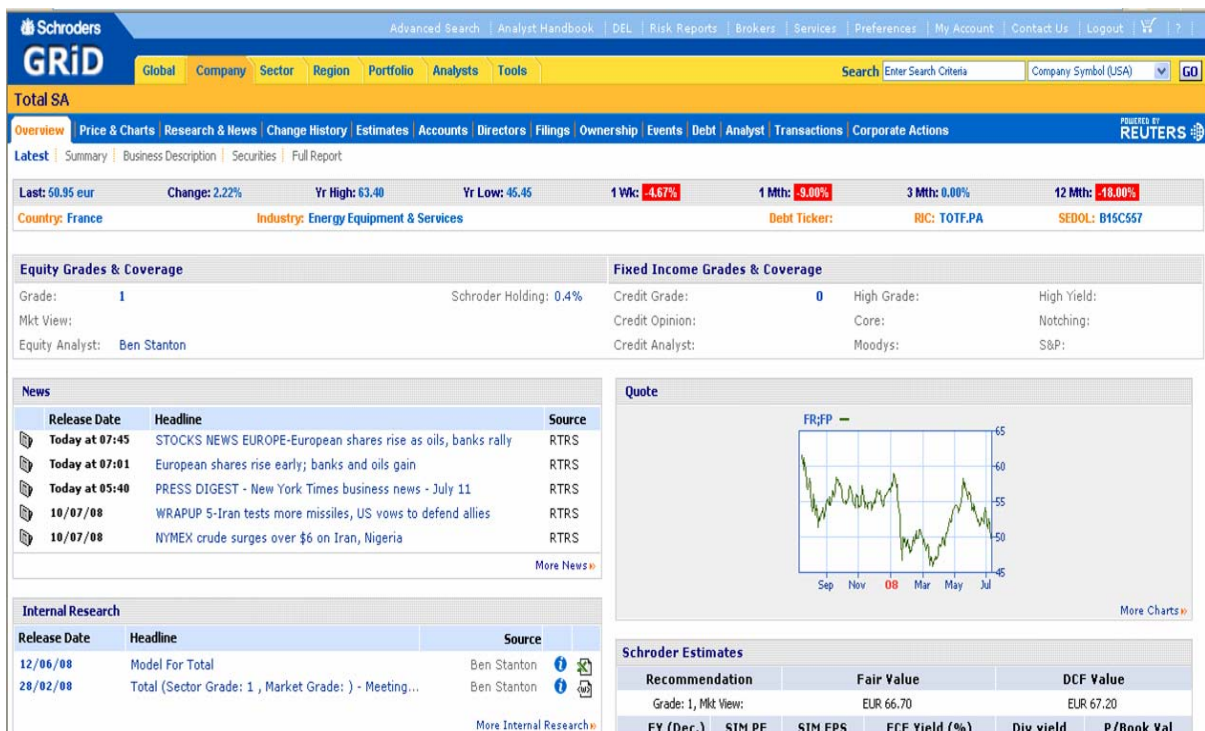 Schroders
Advanced Search | Analyst Handbook | DEL | Risk Reports | Brokers | Services | Preferences | My Account | Contact Us | Logout | ? |
GRiD
Global Company Sector Region Portfolio Analysts Tools Search Enter Search Criteria Company Symbol (USA) GO
Total SA
Overview | Price & Charts | Research & News | Change History | Estimates | Accounts | Directors | Filings | Ownership | Events | Debt | Analyst | Transactions | Corporate Actions
POWERED BY
REUTERS
Latest | Summary | Business Description | Securities | Full Report
Last: 50.95 eur Change: 2.22% Yr High: 63.40 Yr Low: 45.45 1 Wk: -4.67% 1 Mth: -9.00% 3 Mth: 0.00% 12 Mth: -18.00%
Country: France Industry: Energy Equipment & Services Debt Ticker: RIC: TOTF.PA SEDOL: B15C557
Equity Grades & Coverage
Grade: 1 Schroder Holding: 0.4%
Mkt View:
Equity Analyst: Ben Stanton
Fixed Income Grades & Coverage
Credit Grade: 0 High Grade: High Yield:
Credit Opinion: Core: Notching:
Credit Analyst: Moodys: S&P:
News
Release Date Headline Source
Today at 07:45 STOCKS NEWS EUROPE-European shares rise as oils, banks rally RTRS
Today at 07:01 European shares rise early; banks and oils gain RTRS
Today at 05:40 PRESS DIGEST - New York Times business news - July 11 RTRS
10/07/08 WRAPUP 5-Iran tests more missiles, US vows to defend allies RTRS
10/07/08 NYMEX crude surges over $6 on Iran, Nigeria RTRS
More News »
Quote
FR;FP
65
60
55
50
45
Sep Nov 08 Mar May Jul
More Charts »
Internal Research
Release Date Headline Source
12/06/08 Model For Total Ben Stanton
28/02/08 Total (Sector Grade: 1 , Market Grade: ) - Meeting... Ben Stanton
More Internal Research »
Schroder Estimates
Recommendation Fair Value DCF Value
Grade: 1, Mkt View: EUR 66.70 EUR 67.20
FY (Dec.) SIM PE SIM EPS FCF Yield (%) Div yield P/Book Val